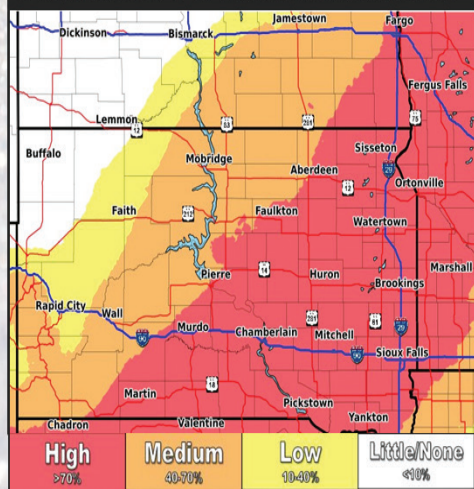 Jamestown
Fargo
Dickinson
Bismarck
Fergus Falls
Lemmon
12
83
281
75
Buffalo
Sisseton
Mobridge
Aberdeen
29
12
Ortonville
Faith
212
Faulkton
Watertown
Pierre
14
Huron
Marshall
Brookings
Rapid City
Wall
Murdo
Chamberlain
281
Mitchell
81
29
90
90
Sioux Falls
Martin
18
Pickstown
Chadron
Valentine
Yankton
High Medium Low Little/None
>70% 40-70% 10-40% <10%